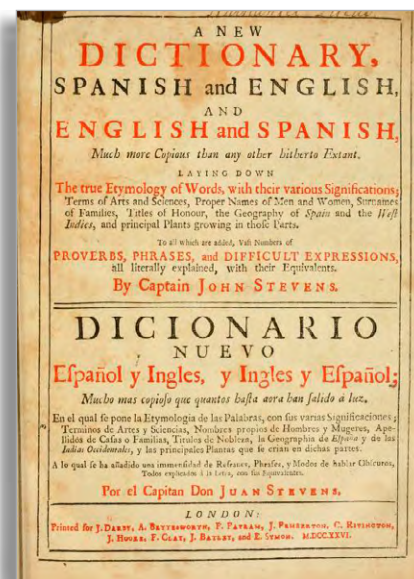 A NEW
DICTIONARY,
SPANISH and ENGLISH,
AND
ENGLISH and SPANISH,
Much more Copious than any other hitherto Extant.
LAYING DOWN
The true Etymology of Words, with their various Significations;
Terms of Arts and Sciences, Proper Names of Men and Women, Surnames
of Families, Titles of Honour, the Geography of Spain and the West
Indies, and principal Plants growing in those Parts.
To all which are added, Vast Numbers of
PROVERBS, PHRASES, and DIFFICULT EXPRESSIONS,
all literally explained, with their Equivalents.
By Captain JOHN STEVENS.
DICIONARIO
NUEVO
Español y Ingles, y Ingles y Español;
Mucho mas copioso que quantos hasta aora han salido à luz.
En el qual se pone la Etymologia de las Palabras, con sus varias Significaciones;
Terminos de Artes y Sciencias, Nombres propios de Hombres y Mugeres, Ape-
llidos de Casas o Familias, Titulos de Nobleza, la Geographia de España y de las
Indias Occidentales, y las principales Plantas que se crian en dichas partes.
A lo qual se ha añadido una immensidad de Refranes, Phrases, y Modos de hablar Obscuros,
Todos explicados à la Letra, con sus Equivalentes.
Por el Capitan Don JUAN STEVENS.
LONDON:
Printed for J. DARBY, A. BETTESWORTH, F. FAYRAM, J. PEMBERTON, C. RIVINGTON,
J. HOOKE, F. CLAY, J. BATLEY, and E. SYMON. M.DCC.XXVI.